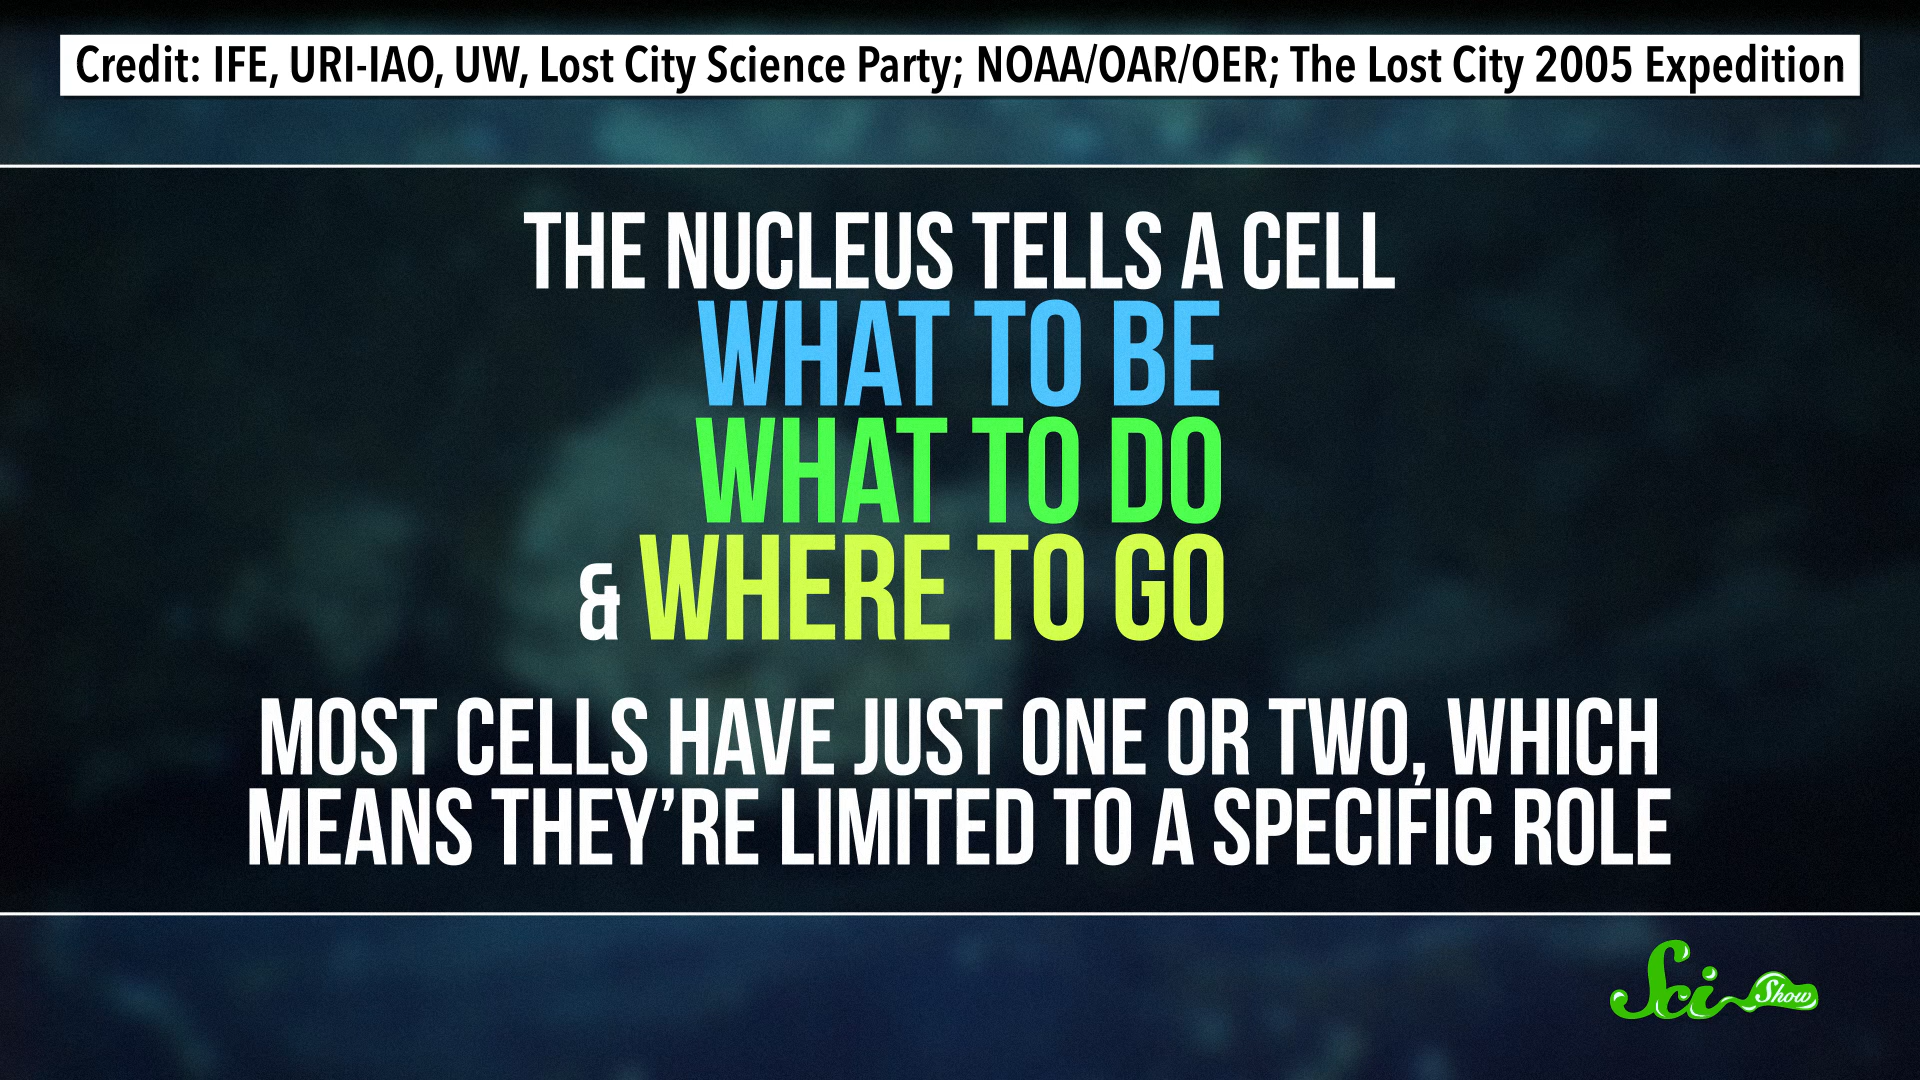 Credit: IFE, URI-IAO, UW, Lost City Science Party; NOAA/OAR/OER; The Lost City 2005 Expedition
THE NUCLEUS TELLS A CELL
WHAT TO BE
WHAT TO DO
& WHERE TO GO
MOST CELLS HAVE JUST ONE OR TWO, WHICH
MEANS THEY’RE LIMITED TO A SPECIFIC ROLE
Sci Show